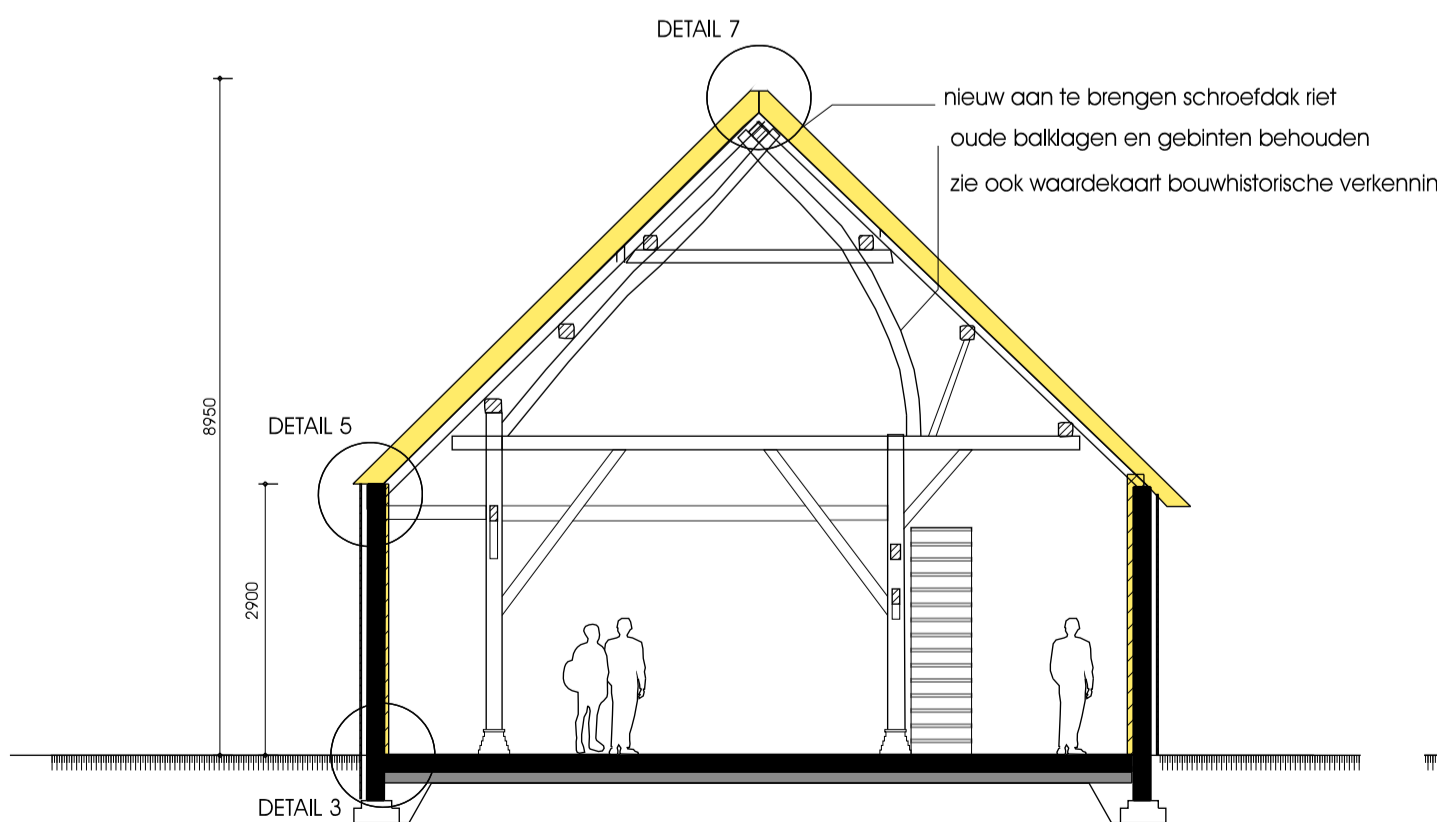 DETAIL 7
nieuw aan te brengen schroefdak riet
oude balklagen en gebinten behouden
zie ook waardekaart bouwhistorische verkennin
8950
DETAIL 5
2900
DETAIL 3